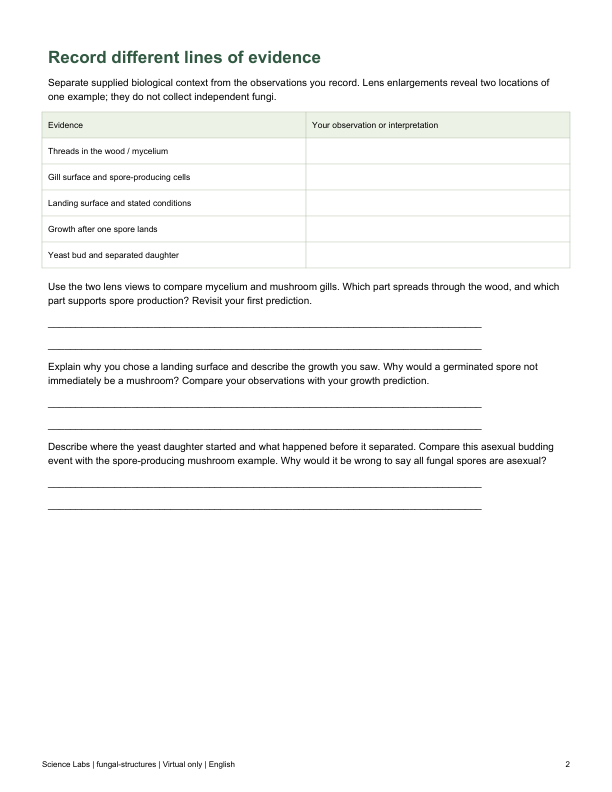 Record different lines of evidence
Separate supplied biological context from the observations you record. Lens enlargements reveal two locations of
one example; they do not collect independent fungi.
Evidence
Your observation or interpretation
Threads in the wood / mycelium
Gill surface and spore-producing cells
Landing surface and stated conditions
Growth after one spore lands
Yeast bud and separated daughter
Use the two lens views to compare mycelium and mushroom gills. Which part spreads through the wood, and which
part supports spore production? Revisit your first prediction.
Explain why you chose a landing surface and describe the growth you saw. Why would a germinated spore not
immediately be a mushroom? Compare your observations with your growth prediction.
Describe where the yeast daughter started and what happened before it separated. Compare this asexual budding
event with the spore-producing mushroom example. Why would it be wrong to say all fungal spores are asexual?
Science Labs | fungal-structures | Virtual only | English
2